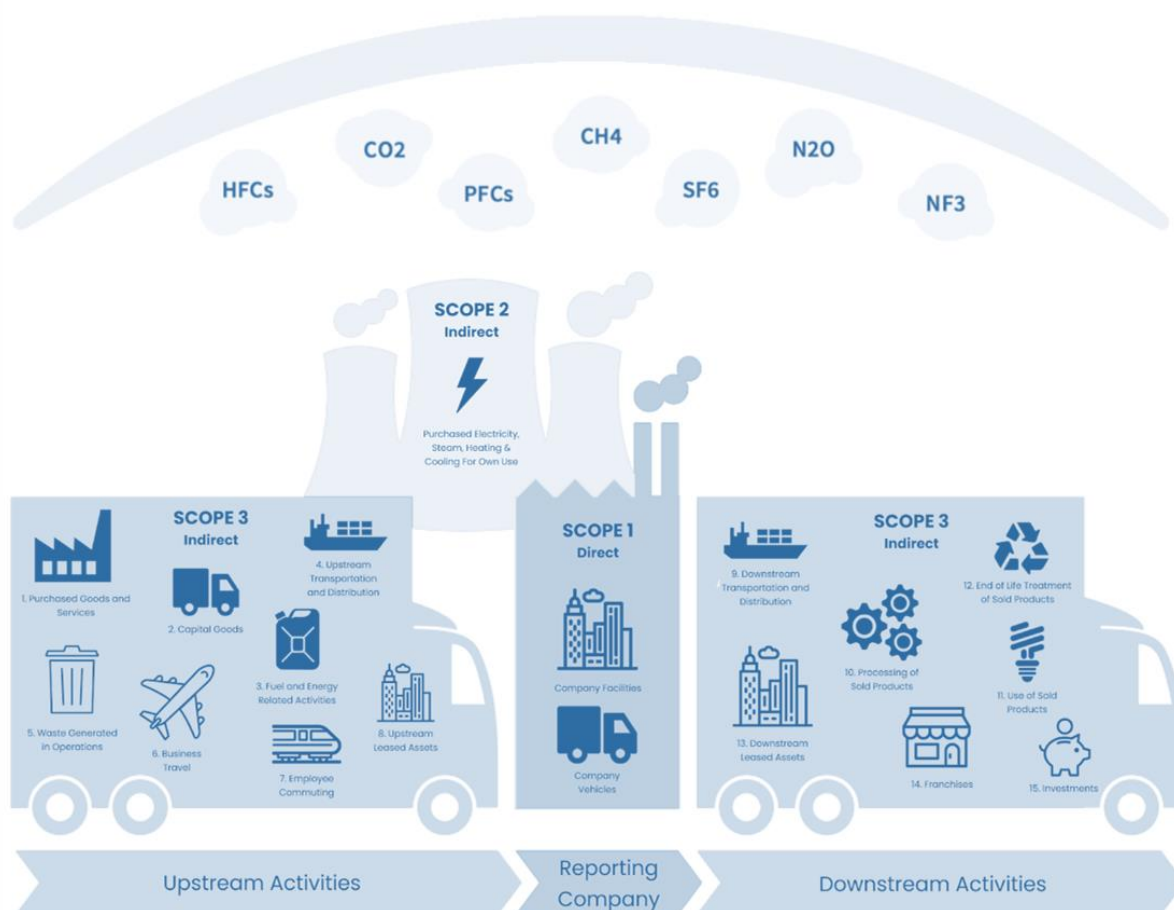 HFCs
CO2
PFCs
CH4
SF6
N2O
NF3
SCOPE 2
Indirect
Purchased Electricity,
Steam, Heating &
Cooling For Own Use
SCOPE 3
Indirect
1. Purchased Goods and
Services
2. Capital Goods
3. Fuel and Energy
Related Activities
4. Upstream
Transportation
and Distribution
5. Waste Generated
in Operations
6. Business
Travel
7. Employee
Commuting
8. Upstream
Leased Assets
SCOPE 1
Direct
Company Facilities
Company
Vehicles
SCOPE 3
Indirect
9. Downstream
Transportation and
Distribution
10. Processing of
Sold Products
11. Use of Sold
Products
12. End of Life Treatment
of Sold Products
13. Downstream
Leased Assets
14. Franchises
15. Investments
Upstream Activities
Reporting
Company
Downstream Activities